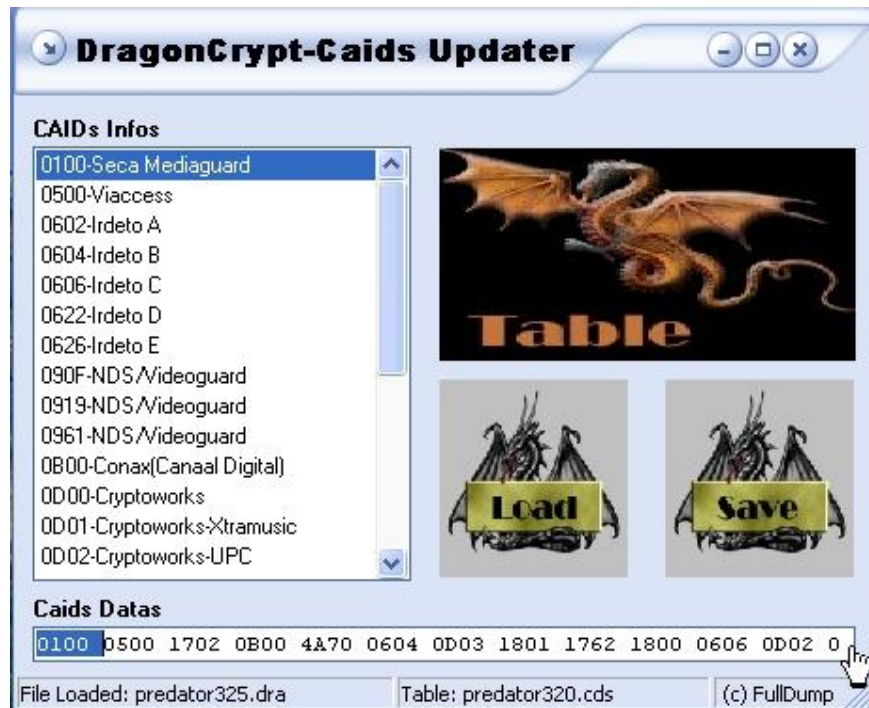 DragonCrypt-Caids Updater
CAIDs Infos
0100-Seca Mediaguard
0500-Viaccess
0602-Irdeto A
0604-Irdeto B
0606-Irdeto C
0622-Irdeto D
0626-Irdeto E
090F-NDS/Videoguard
0919-NDS/Videoguard
0961-NDS/Videoguard
0B00-Conax(Canaal Digital)
0D00-Cryptoworks
0D01-Cryptoworks-Xtramusic
0D02-Cryptoworks-UPC
Table
Load
Save
Caids Datas
0100 0500 1702 0B00 4A70 0604 0D03 1801 1762 1800 0606 0D02 0
File Loaded: predator325.dra
Table: predator320.cds
(c) FullDump